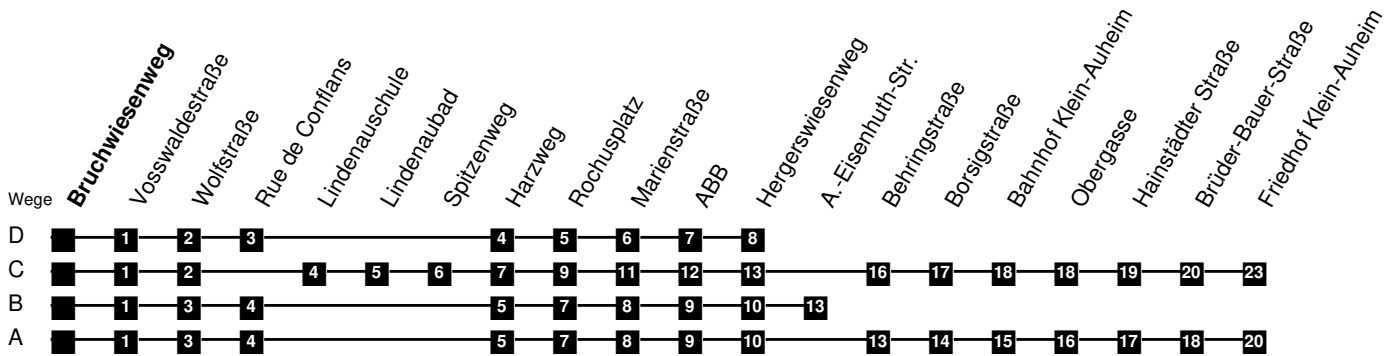 Bruchwiesenweg
Vosswaldestraße
Wolfstraße
Rue de Conflans
Lindenauschule
Lindenaubad
Spitzenweg
Harzweg
Rochusplatz
Marienstraße
ABB
Hergerswiesenweg
A.-Eisenhuth-Str.
Behringstraße
Borsigstraße
Bahnhof Klein-Auheim
Obergasse
Hainstädter Straße
Brüder-Bauer-Straße
Friedhof Klein-Auheim
Wege
D 1 2 3 4 5 6 7 8
C 1 2 4 5 6 7 9 11 12 13 16 17 18 18 19 20 23
B 1 3 4 5 7 8 9 10 13
A 1 3 4 5 7 8 9 10 13 14 15 16 17 18 20